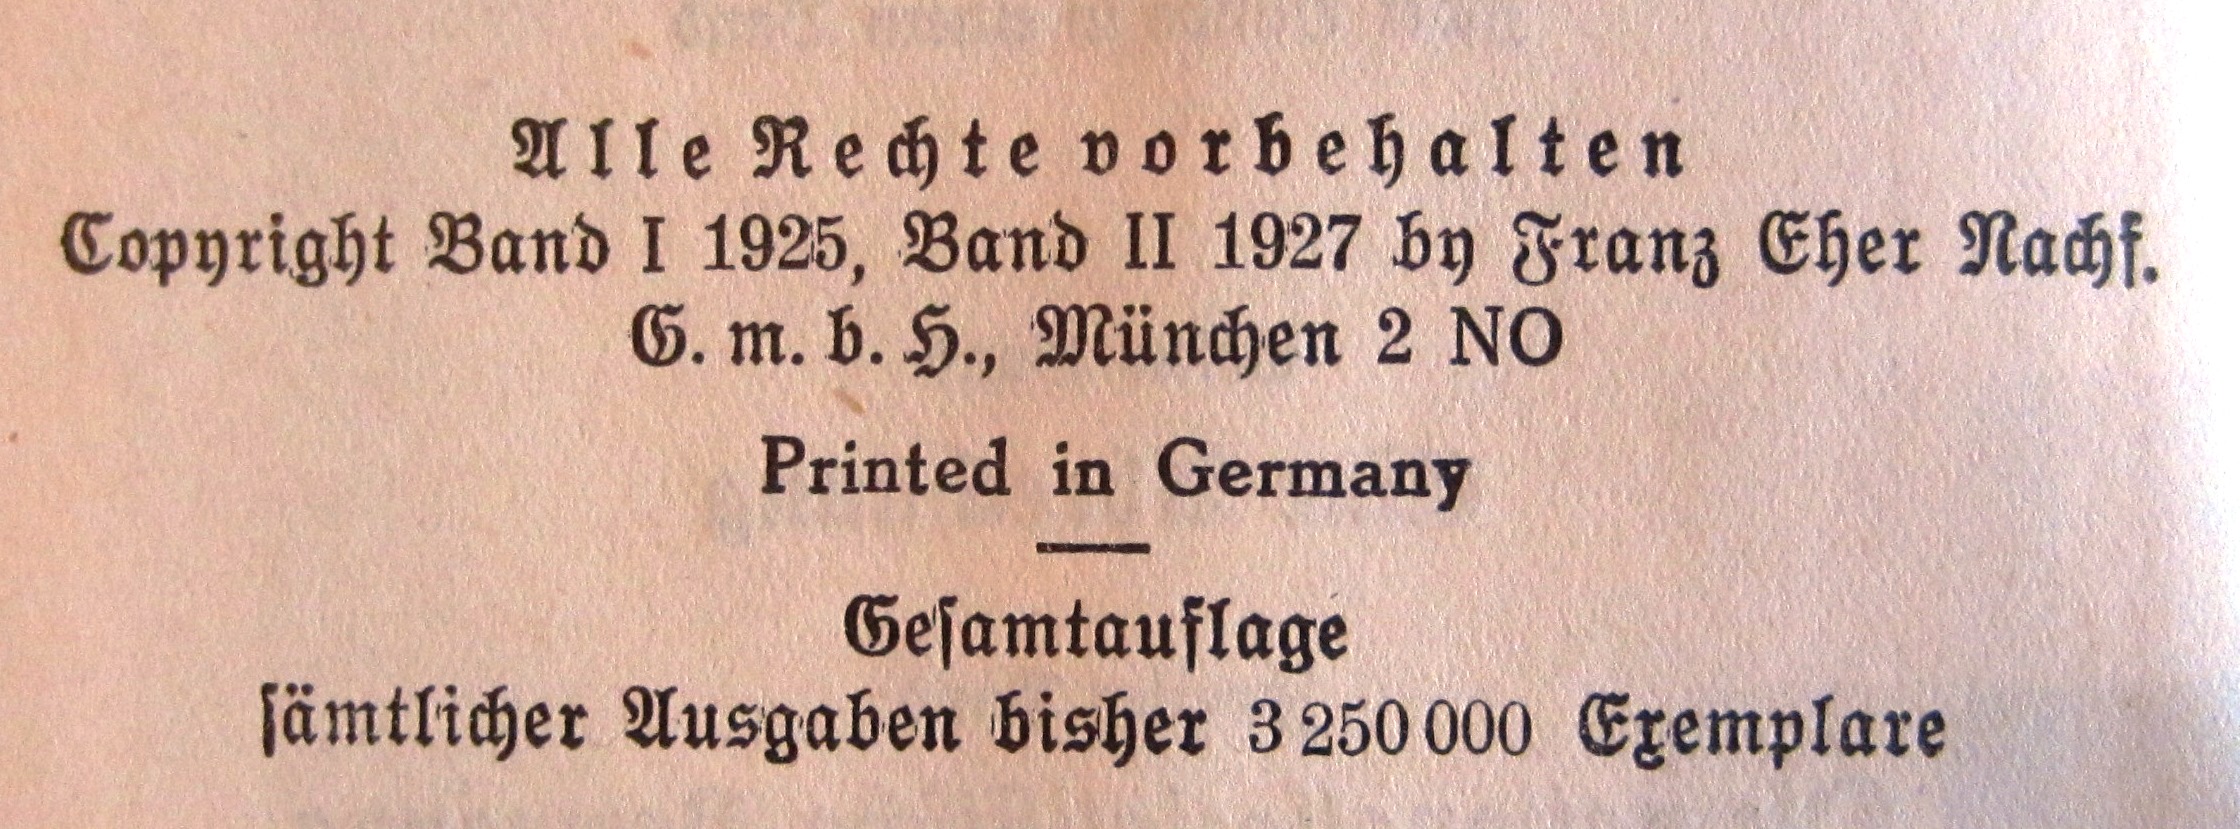 Alle Rechte vorbehalten
Copyright Band I 1925, Band II 1927 by Franz Eher Nachf.
G. m. b. H., München 2 NO
Printed in Germany
Geſamtauflage
ſämtlicher Ausgaben bisher 3 250 000 Exemplare